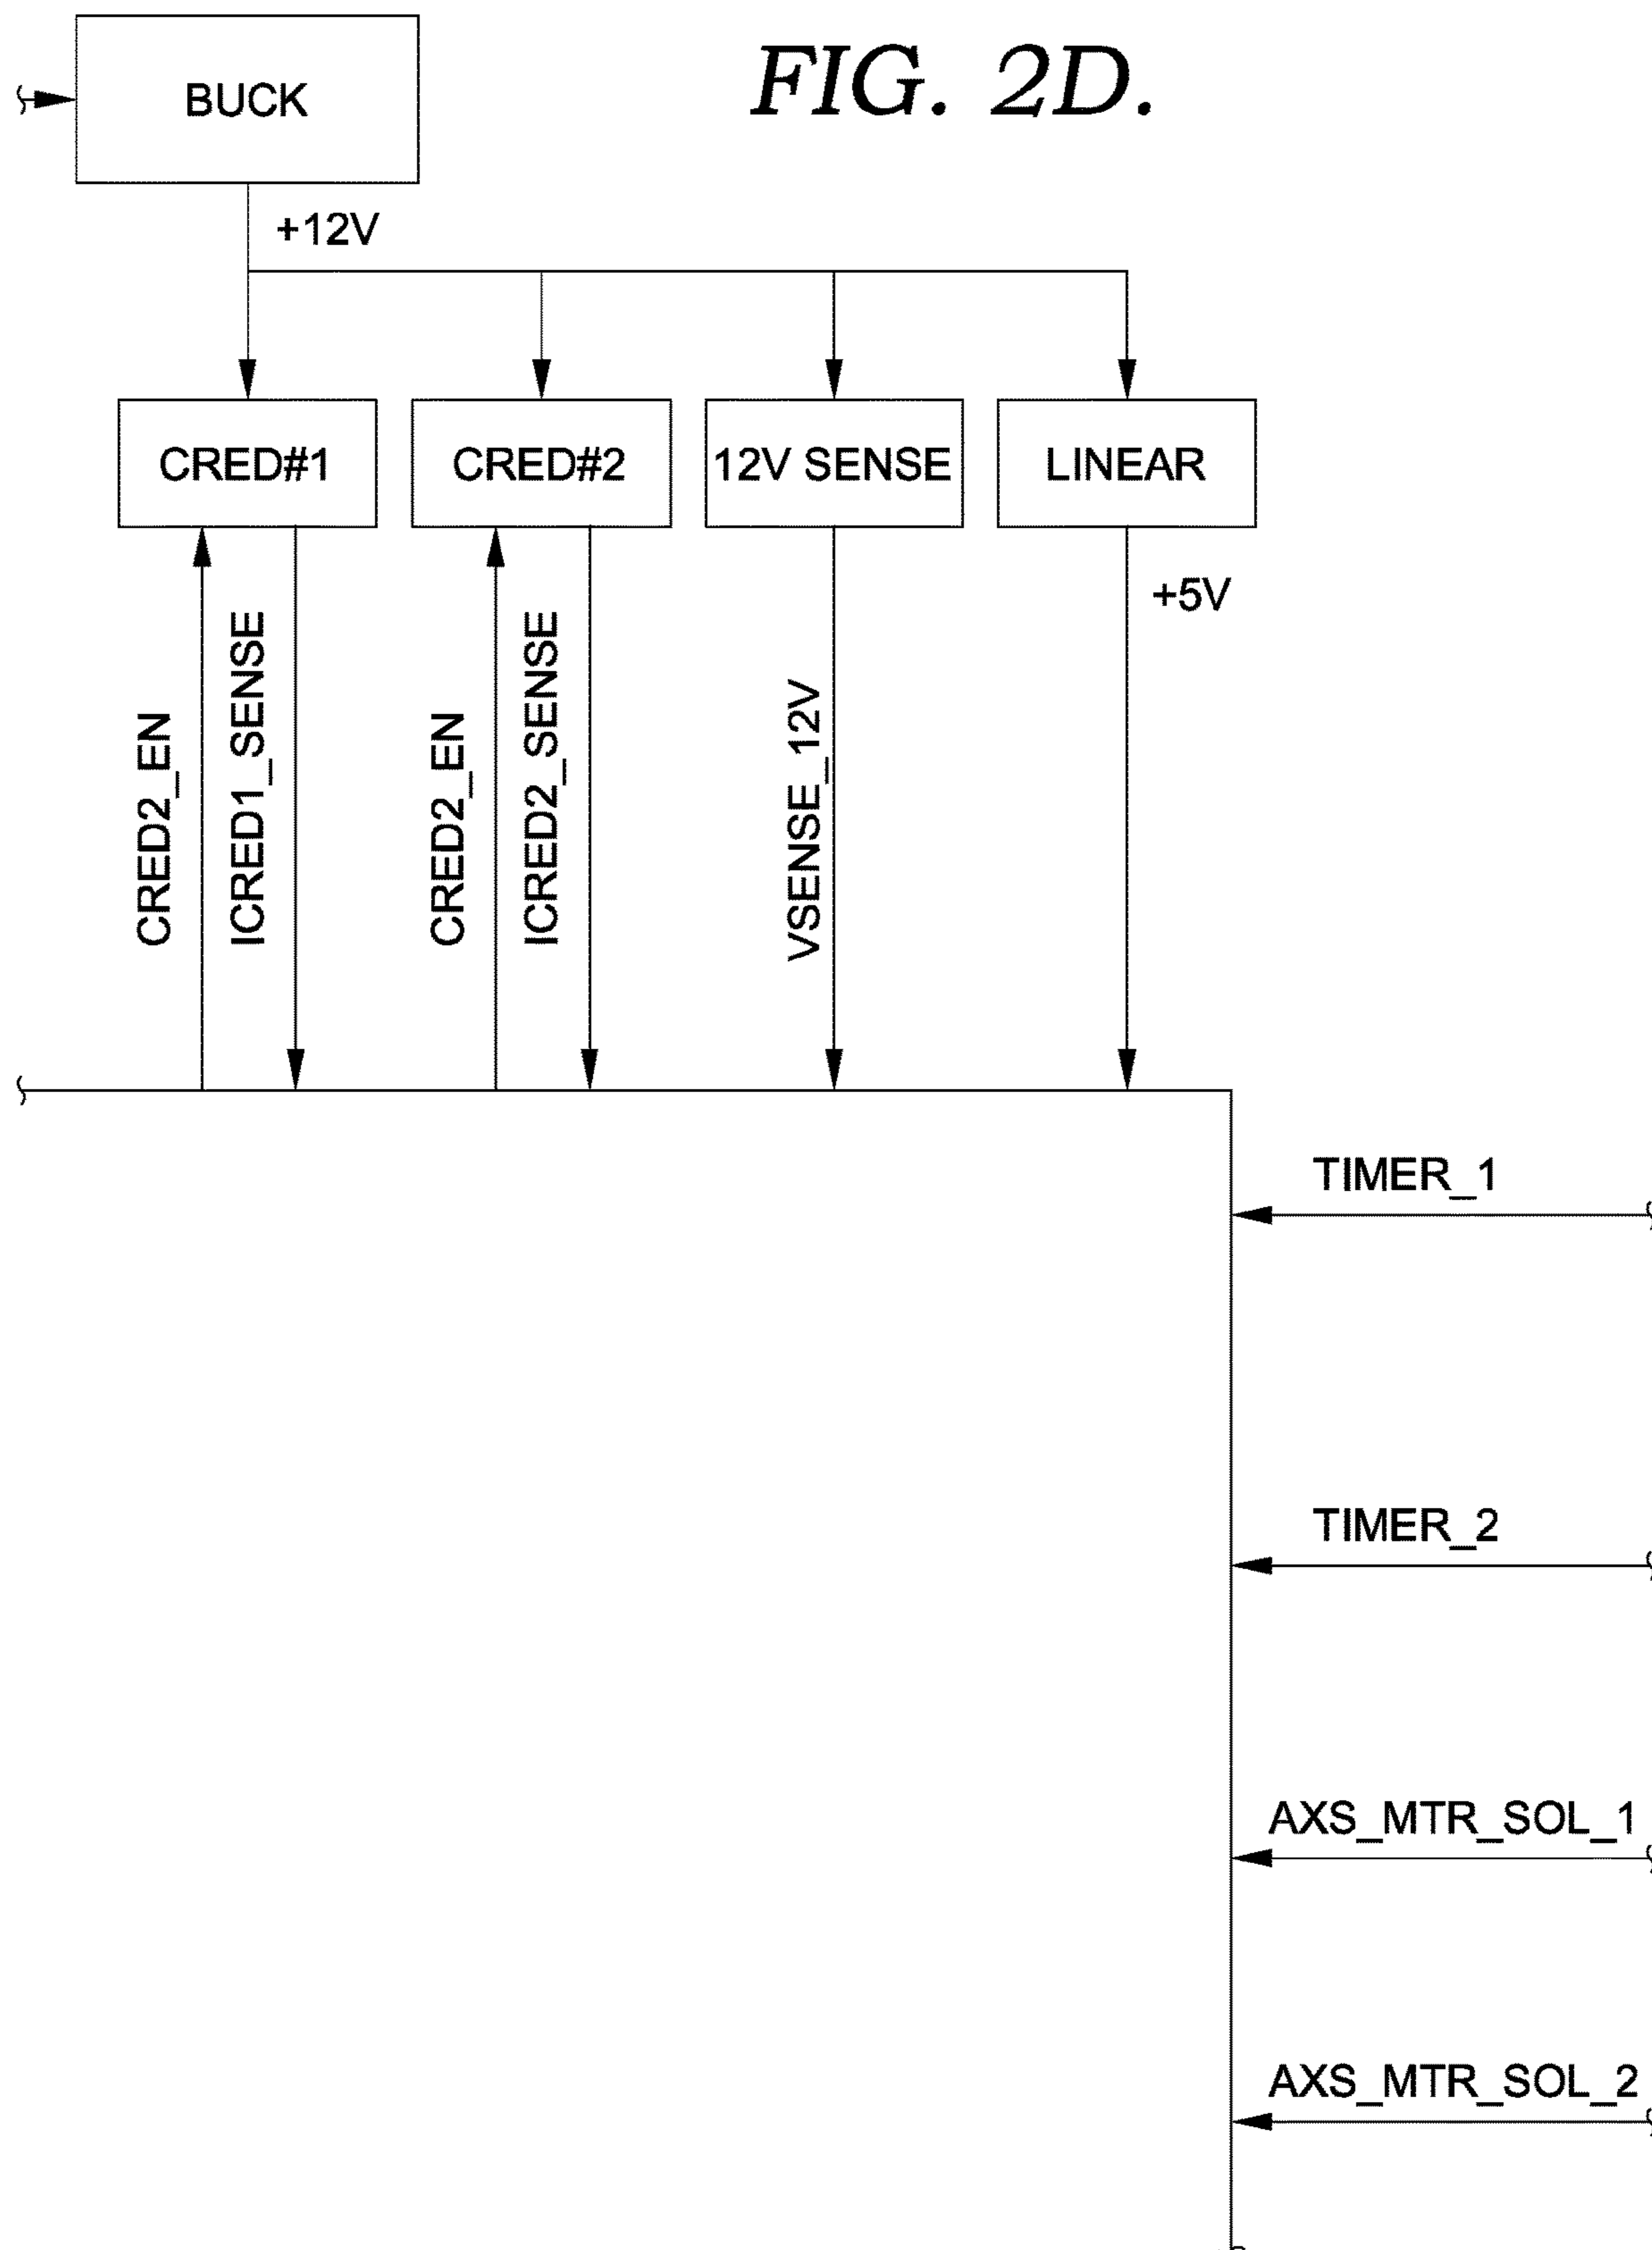 FIG. 2D.
BUCK
+12V
CRED#1
CRED#2
12V SENSE
LINEAR
+5V
CRED2_EN
ICRED1_SENSE
CRED2_EN
ICRED2_SENSE
VSENSE_12V
TIMER_1
TIMER_2
AXS_MTR_SOL_1
AXS_MTR_SOL_2